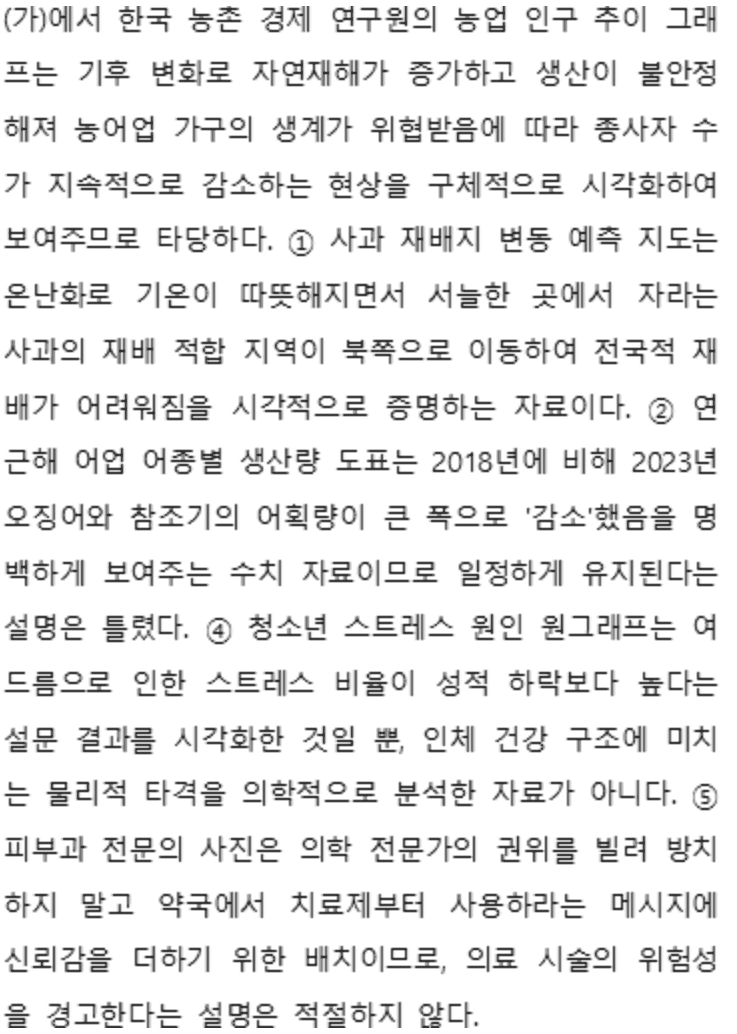 (가)에서 한국 농촌 경제 연구원의 농업 인구 추이 그래
프는 기후 변화로 자연재해가 증가하고 생산이 불안정
해져 농어업 가구의 생계가 위협받음에 따라 종사자 수
가 지속적으로 감소하는 현상을 구체적으로 시각화하여
보여주므로 타당하다. ① 사과 재배지 변동 예측 지도는
온난화로 기온이 따뜻해지면서 서늘한 곳에서 자라는
사과의 재배 적합 지역이 북쪽으로 이동하여 전국적 재
배가 어려워짐을 시각적으로 증명하는 자료이다. ② 연
근해 어업 어종별 생산량 도표는 2018년에 비해 2023년
오징어와 참조기의 어획량이 큰 폭으로 '감소'했음을 명
백하게 보여주는 수치 자료이므로 일정하게 유지된다는
설명은 틀렸다. ④ 청소년 스트레스 원인 원그래프는 여
드름으로 인한 스트레스 비율이 성적 하락보다 높다는
설문 결과를 시각화한 것일 뿐, 인체 건강 구조에 미치
는 물리적 타격을 의학적으로 분석한 자료가 아니다. ⑤
피부과 전문의 사진은 의학 전문가의 권위를 빌려 방치
하지 말고 약국에서 치료제부터 사용하라는 메시지에
신뢰감을 더하기 위한 배치이므로, 의료 시술의 위험성
을 경고한다는 설명은 적절하지 않다.